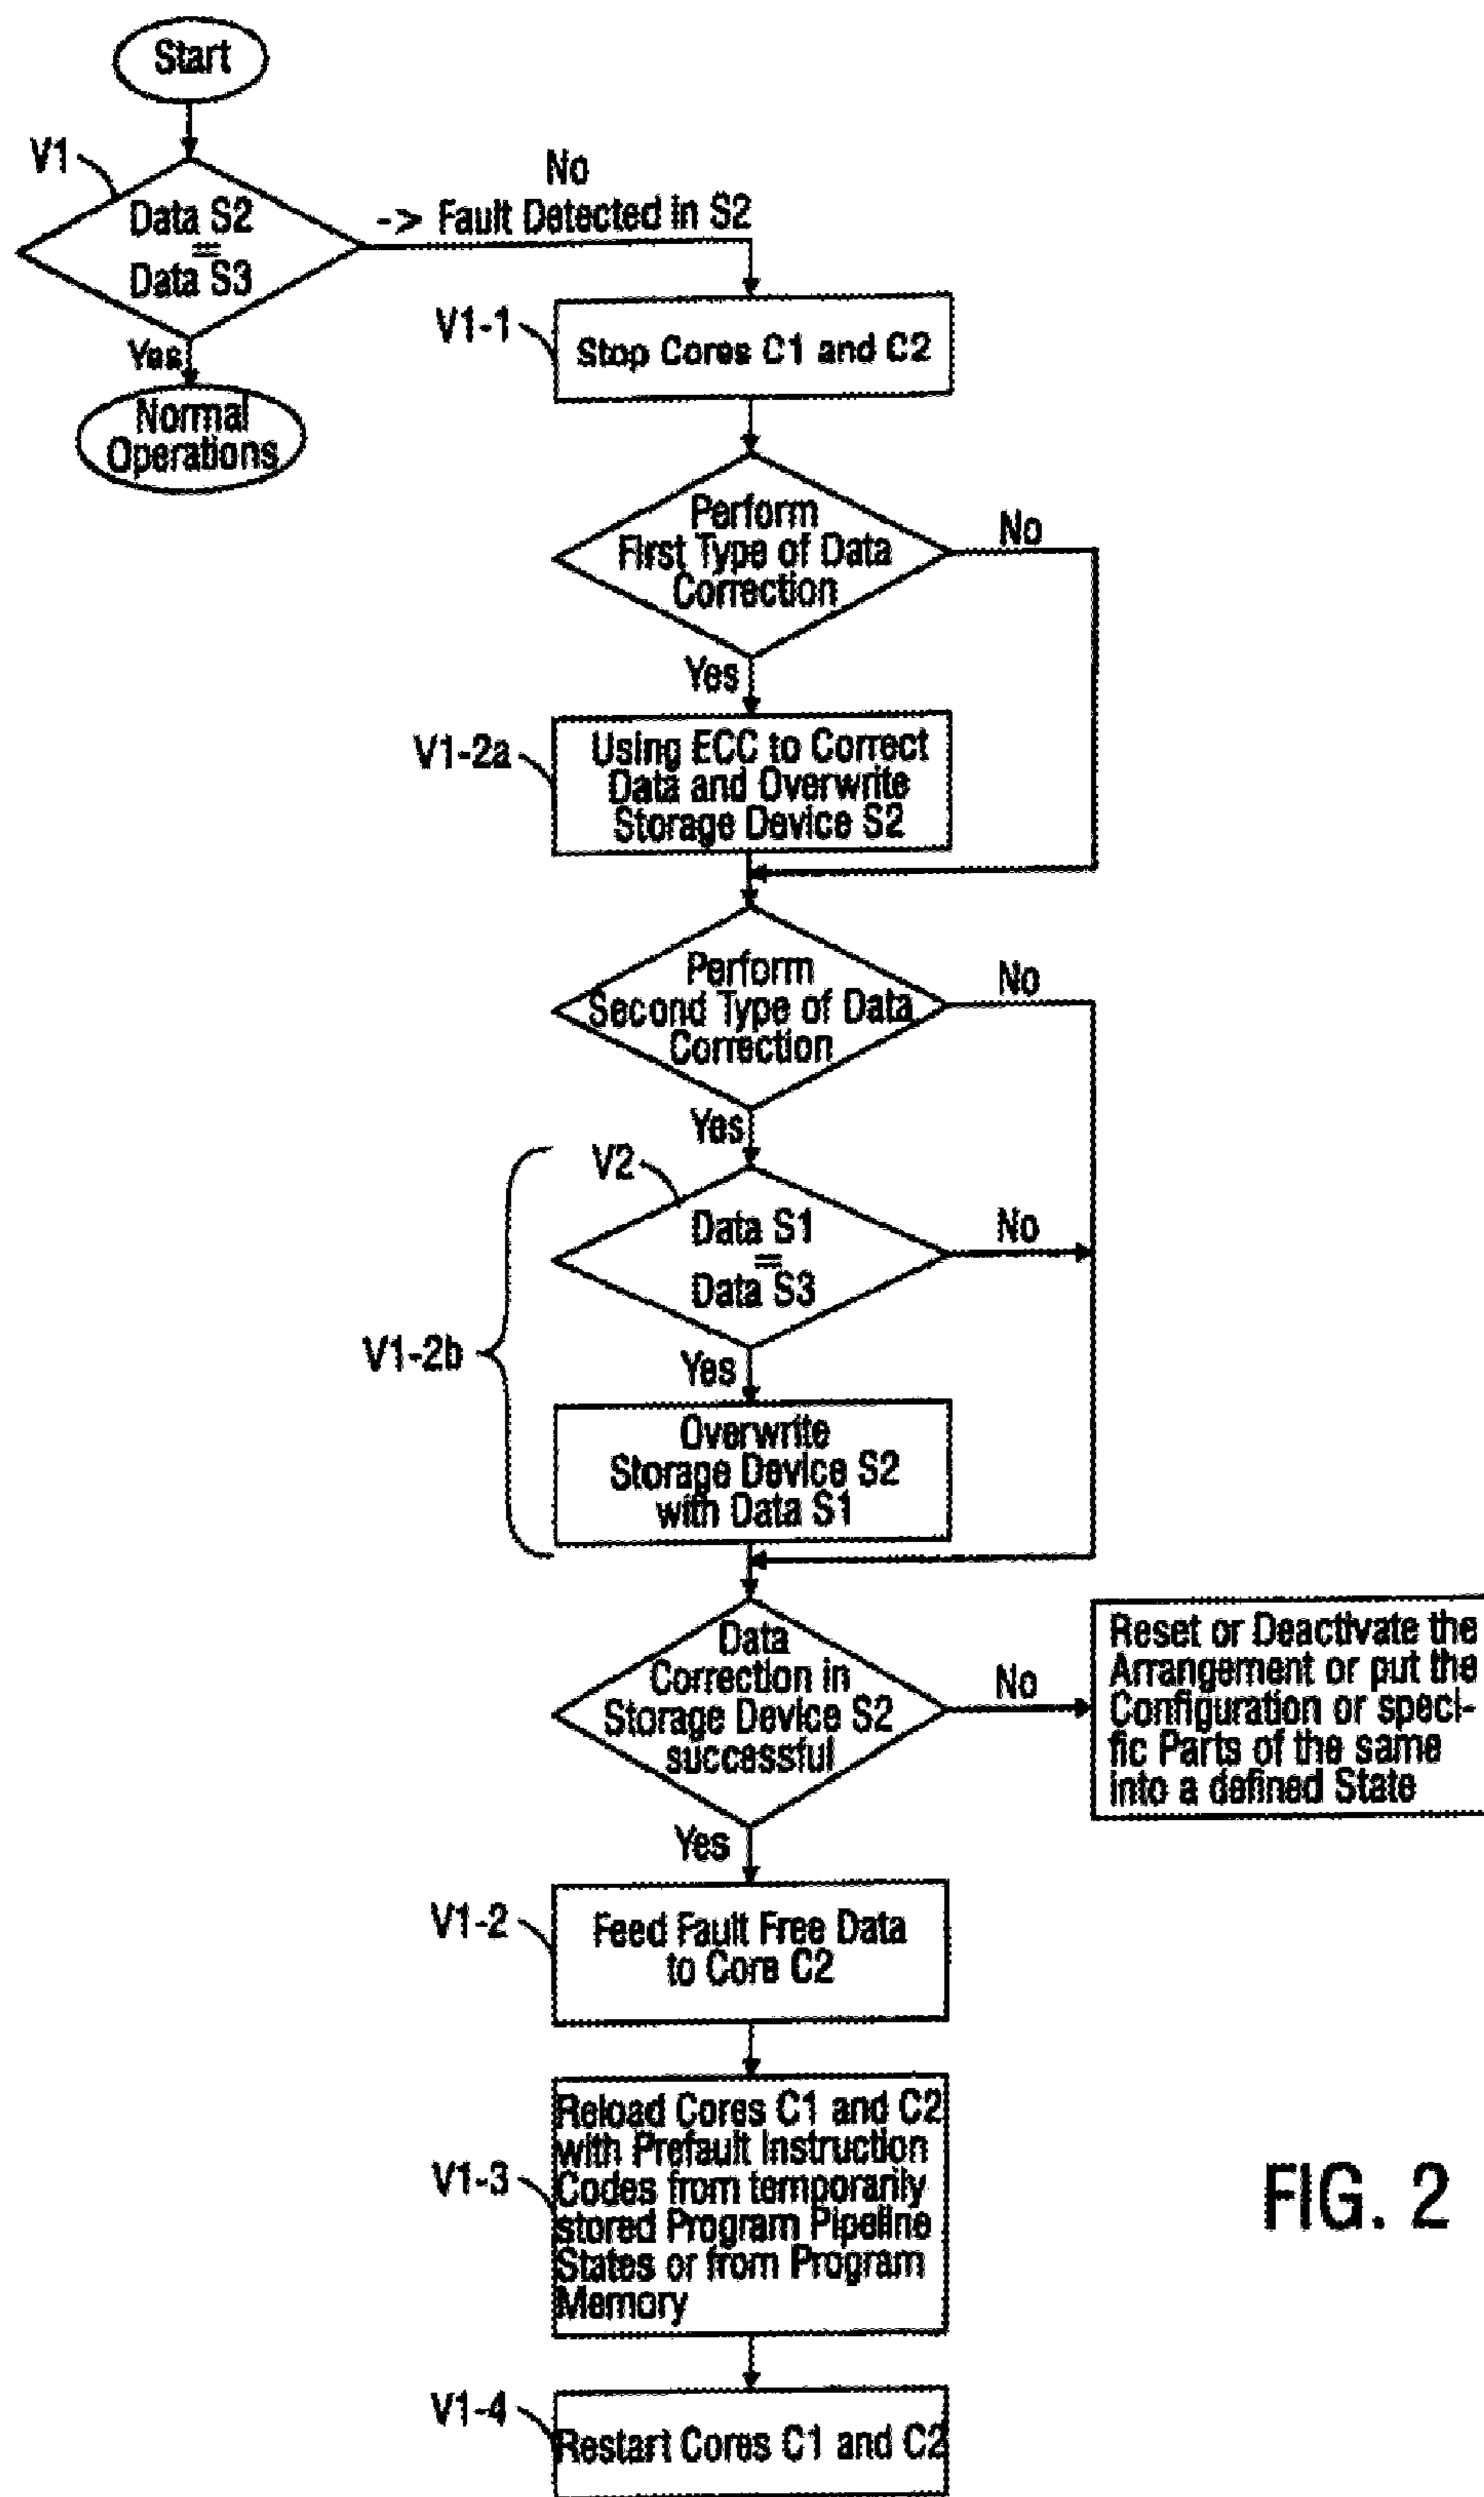 Start
V1
Data S2
=
Data S3
No
-> Fault Detected in S2
Yes
Normal
Operations
V1-1
Stop Cores C1 and C2
Perform
First Type of Data
Correction
No
Yes
V1-2a
Using ECC to Correct
Data and Overwrite
Storage Device S2
Perform
Second Type of Data
Correction
No
Yes
V2
Data S1
=
Data S3
No
V1-2b
Yes
Overwrite
Storage Device S2
with Data S1
Data
Correction in
Storage Device S2
successful
No
Reset or Deactivate the
Arrangement or put the
Configuration or speci-
fic Parts of the same
into a defined State
Yes
V1-2
Feed Fault Free Data
to Core C2
V1-3
Reload Cores C1 and C2
with Prefault Instruction
Codes from temporarily
stored Program Pipeline
States or from Program
Memory
FIG. 2
V1-4
Restart Cores C1 and C2